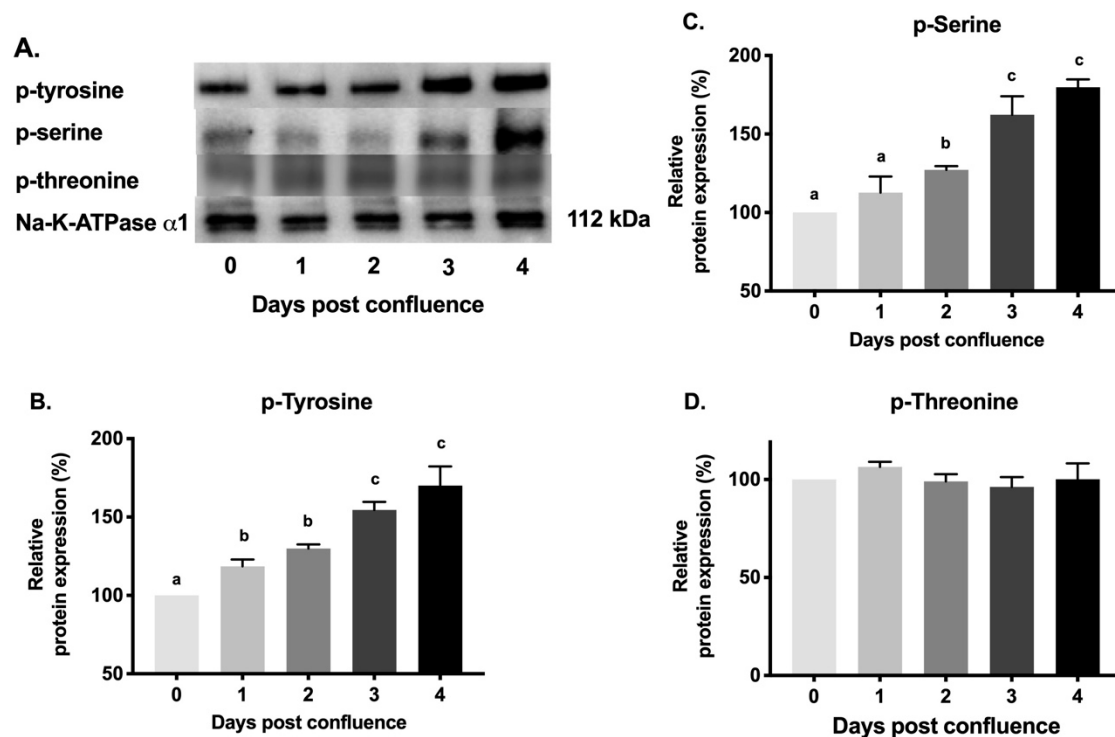 A.
p-tyrosine
p-serine
p-threonine
Na-K-ATPase α1
112 kDa
0 1 2 3 4
Days post confluence
B.
p-Tyrosine
Relative
protein expression (%)
200
150
100
50
a b b c c
0 1 2 3 4
Days post confluence
C.
p-Serine
Relative
protein expression (%)
200
150
100
50
a a b c c
0 1 2 3 4
Days post confluence
D.
p-Threonine
Relative
protein expression (%)
100
50
0
0 1 2 3 4
Days post confluence